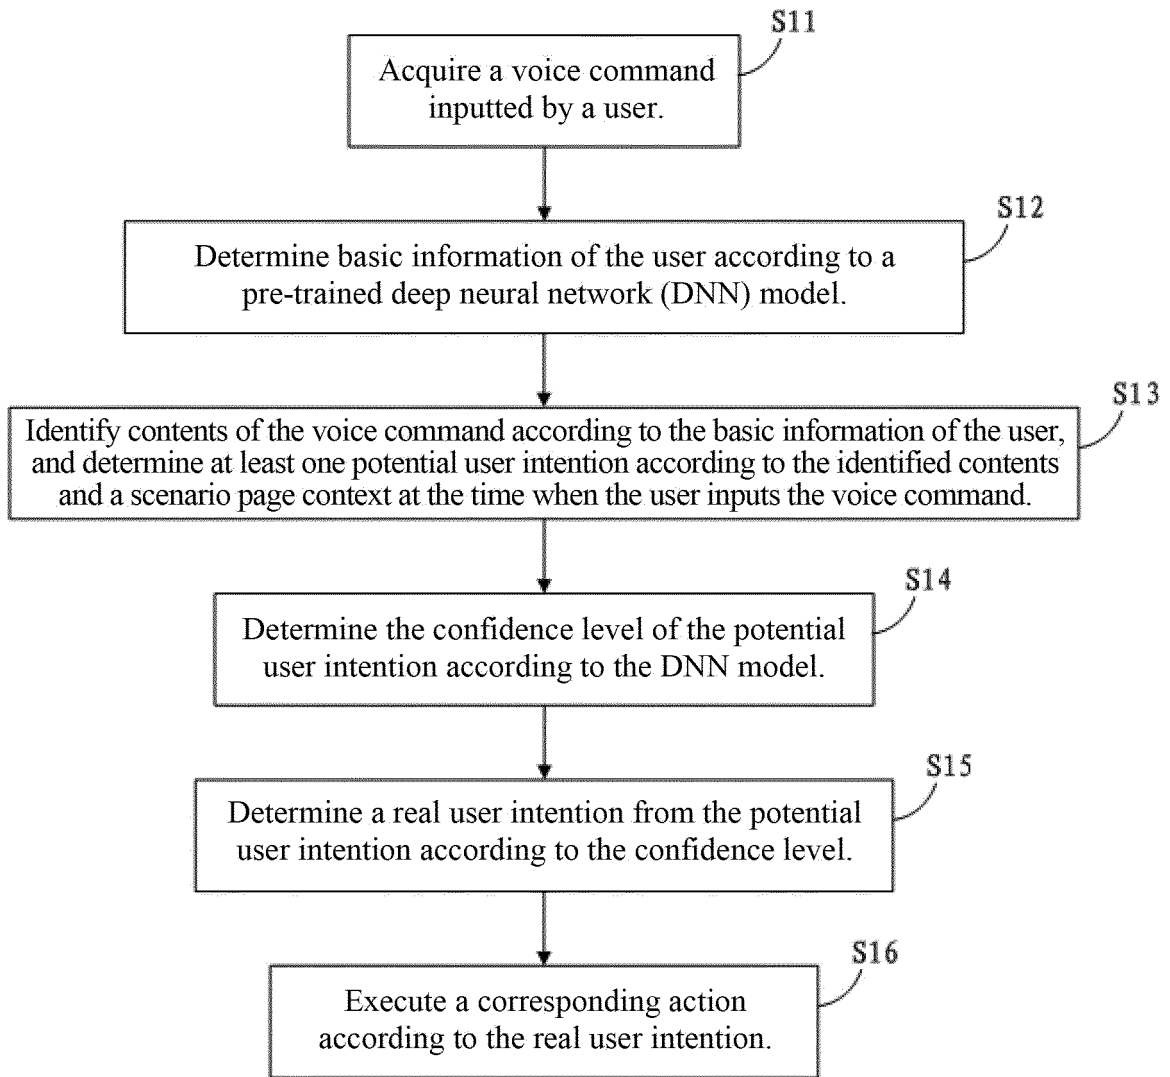 S11
Acquire a voice command
inputted by a user.
S12
Determine basic information of the user according to a
pre-trained deep neural network (DNN) model.
S13
Identify contents of the voice command according to the basic information of the user,
and determine at least one potential user intention according to the identified contents
and a scenario page context at the time when the user inputs the voice command.
S14
Determine the confidence level of the potential
user intention according to the DNN model.
S15
Determine a real user intention from the potential
user intention according to the confidence level.
S16
Execute a corresponding action
according to the real user intention.